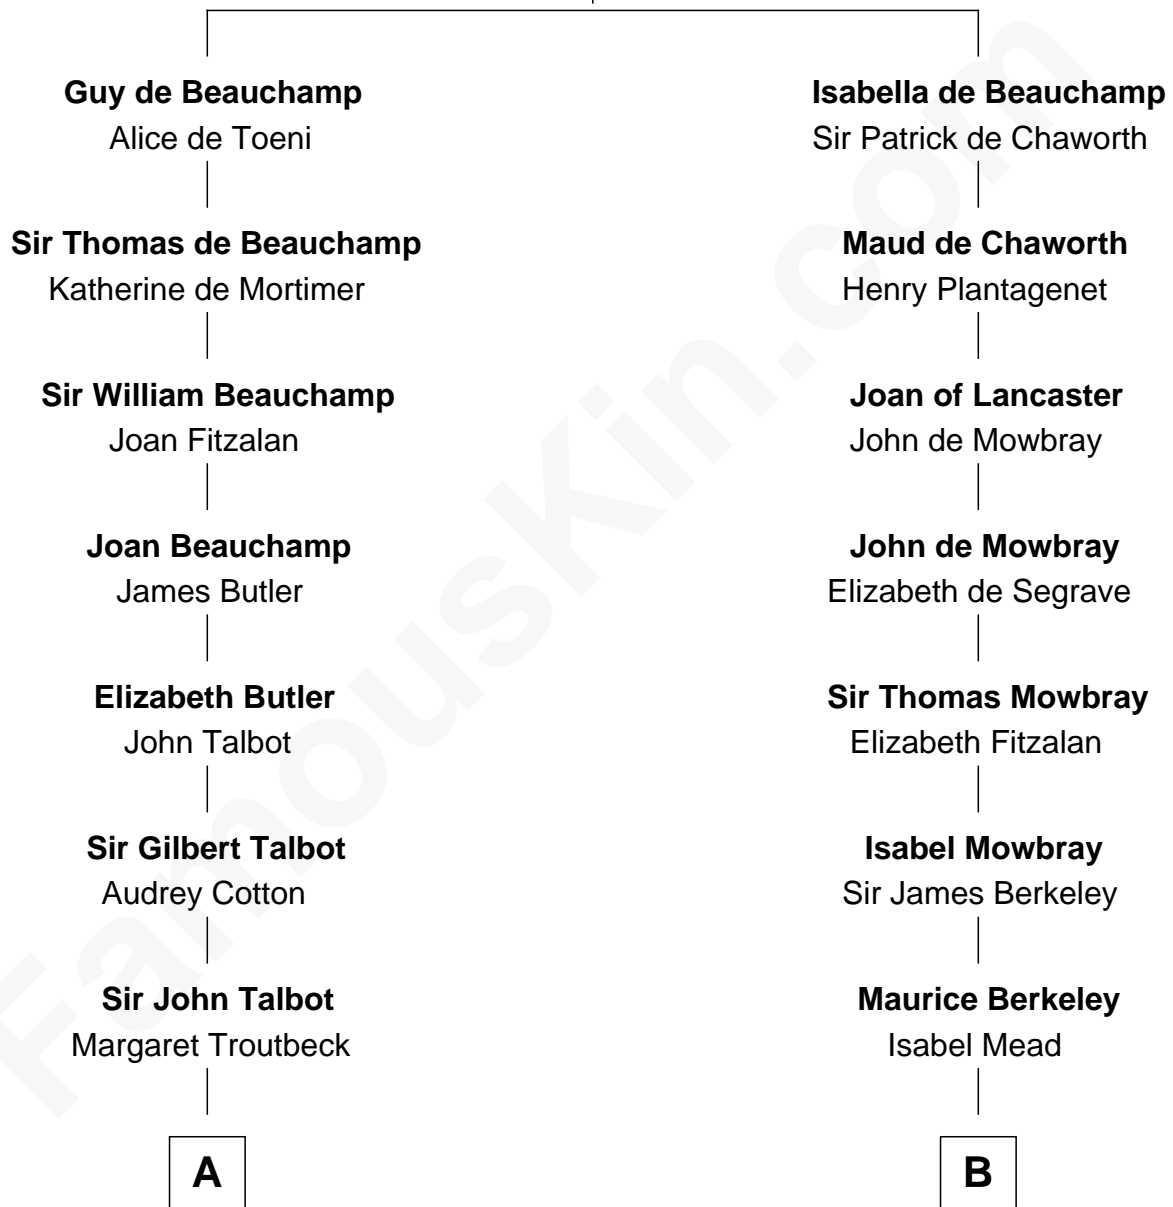 Guy de Beauchamp
Alice de Toeni
Isabella de Beauchamp
Sir Patrick de Chaworth
Sir Thomas de Beauchamp
Katherine de Mortimer
Maud de Chaworth
Henry Plantagenet
Sir William Beauchamp
Joan Fitzalan
Joan of Lancaster
John de Mowbray
Joan Beauchamp
James Butler
John de Mowbray
Elizabeth de Segrave
Elizabeth Butler
John Talbot
Sir Thomas Mowbray
Elizabeth Fitzalan
Sir Gilbert Talbot
Audrey Cotton
Isabel Mowbray
Sir James Berkeley
Sir John Talbot
Margaret Troutbeck
Maurice Berkeley
Isabel Mead
A
B
FamousKin.com